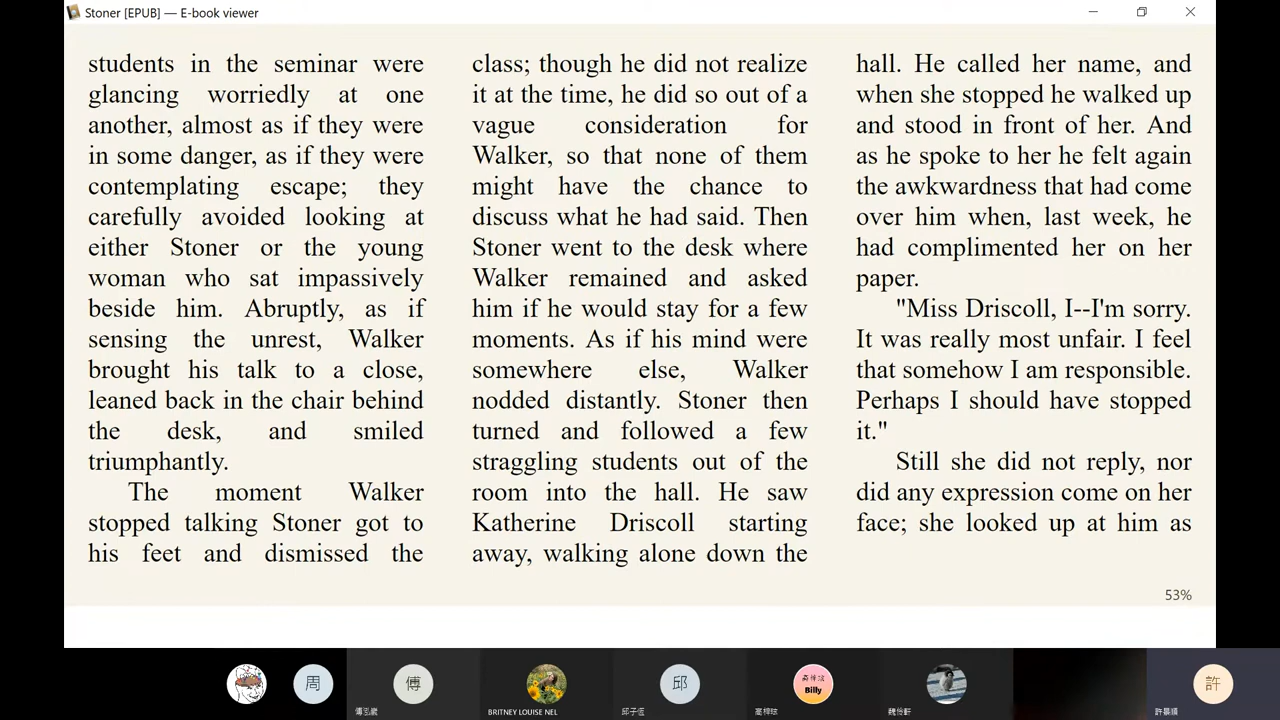 Stoner [EPUB] — E-book viewer
students in the seminar were
glancing worriedly at one
another, almost as if they were
in some danger, as if they were
contemplating escape; they
carefully avoided looking at
either Stoner or the young
woman who sat impassively
beside him. Abruptly, as if
sensing the unrest, Walker
brought his talk to a close,
leaned back in the chair behind
the desk, and smiled
triumphantly.
The moment Walker
stopped talking Stoner got to
his feet and dismissed the
class; though he did not realize
it at the time, he did so out of a
vague consideration for
Walker, so that none of them
might have the chance to
discuss what he had said. Then
Stoner went to the desk where
Walker remained and asked
him if he would stay for a few
moments. As if his mind were
somewhere else, Walker
nodded distantly. Stoner then
turned and followed a few
straggling students out of the
room into the hall. He saw
Katherine Driscoll starting
away, walking alone down the
hall. He called her name, and
when she stopped he walked up
and stood in front of her. And
as he spoke to her he felt again
the awkwardness that had come
over him when, last week, he
had complimented her on her
paper.
"Miss Driscoll, I--I'm sorry.
It was really most unfair. I feel
that somehow I am responsible.
Perhaps I should have stopped
it."
Still she did not reply, nor
did any expression come on her
face; she looked up at him as
53%
周
傅
邱
Billy
許
BRITNEY LOUISE NEL